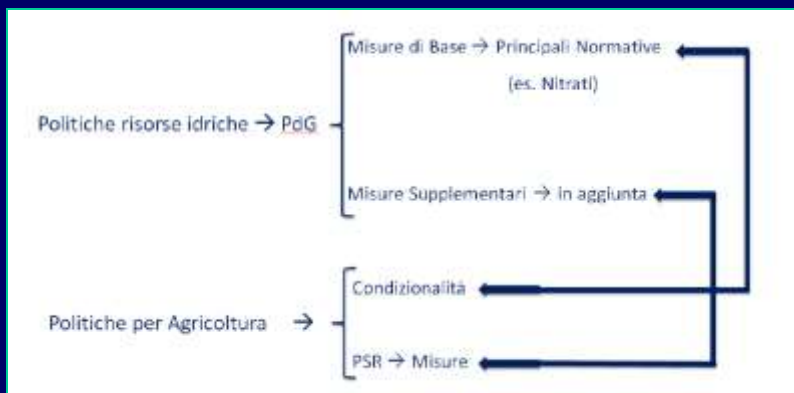 Misure di Base → Principali Normative
(es. Nitrati)
Politiche risorse idriche → PdG
Misure Supplementari → in aggiunta
Condizionalità
Politiche per Agricoltura →
PSR → Misure